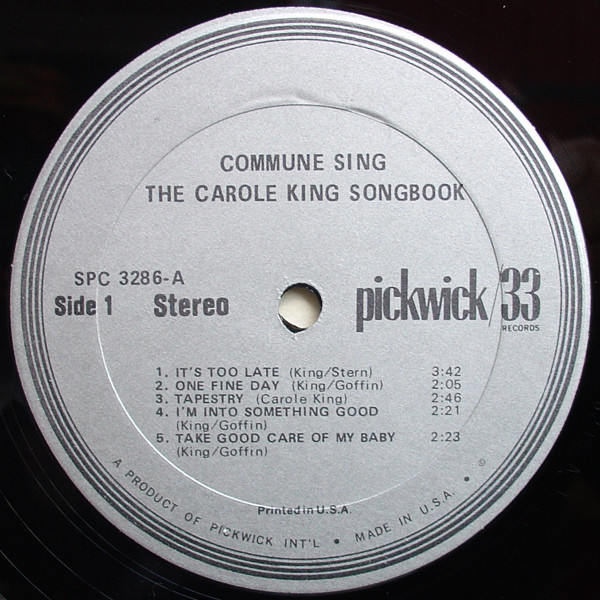 COMMUNE SING
THE CAROLE KING SONGBOOK
SPC 3286-A
Side 1 Stereo
pickwick/33
RECORDS
1. IT'S TOO LATE (King/Stern) 3:42
2. ONE FINE DAY (King/Goffin) 2:05
3. TAPESTRY (Carole King) 2:46
4. I'M INTO SOMETHING GOOD 2:21
(King/Goffin)
5. TAKE GOOD CARE OF MY BABY 2:23
(King/Goffin)
Printed in U.S.A.
A PRODUCT OF PICKWICK INT'L • MADE IN U.S.A. • ©